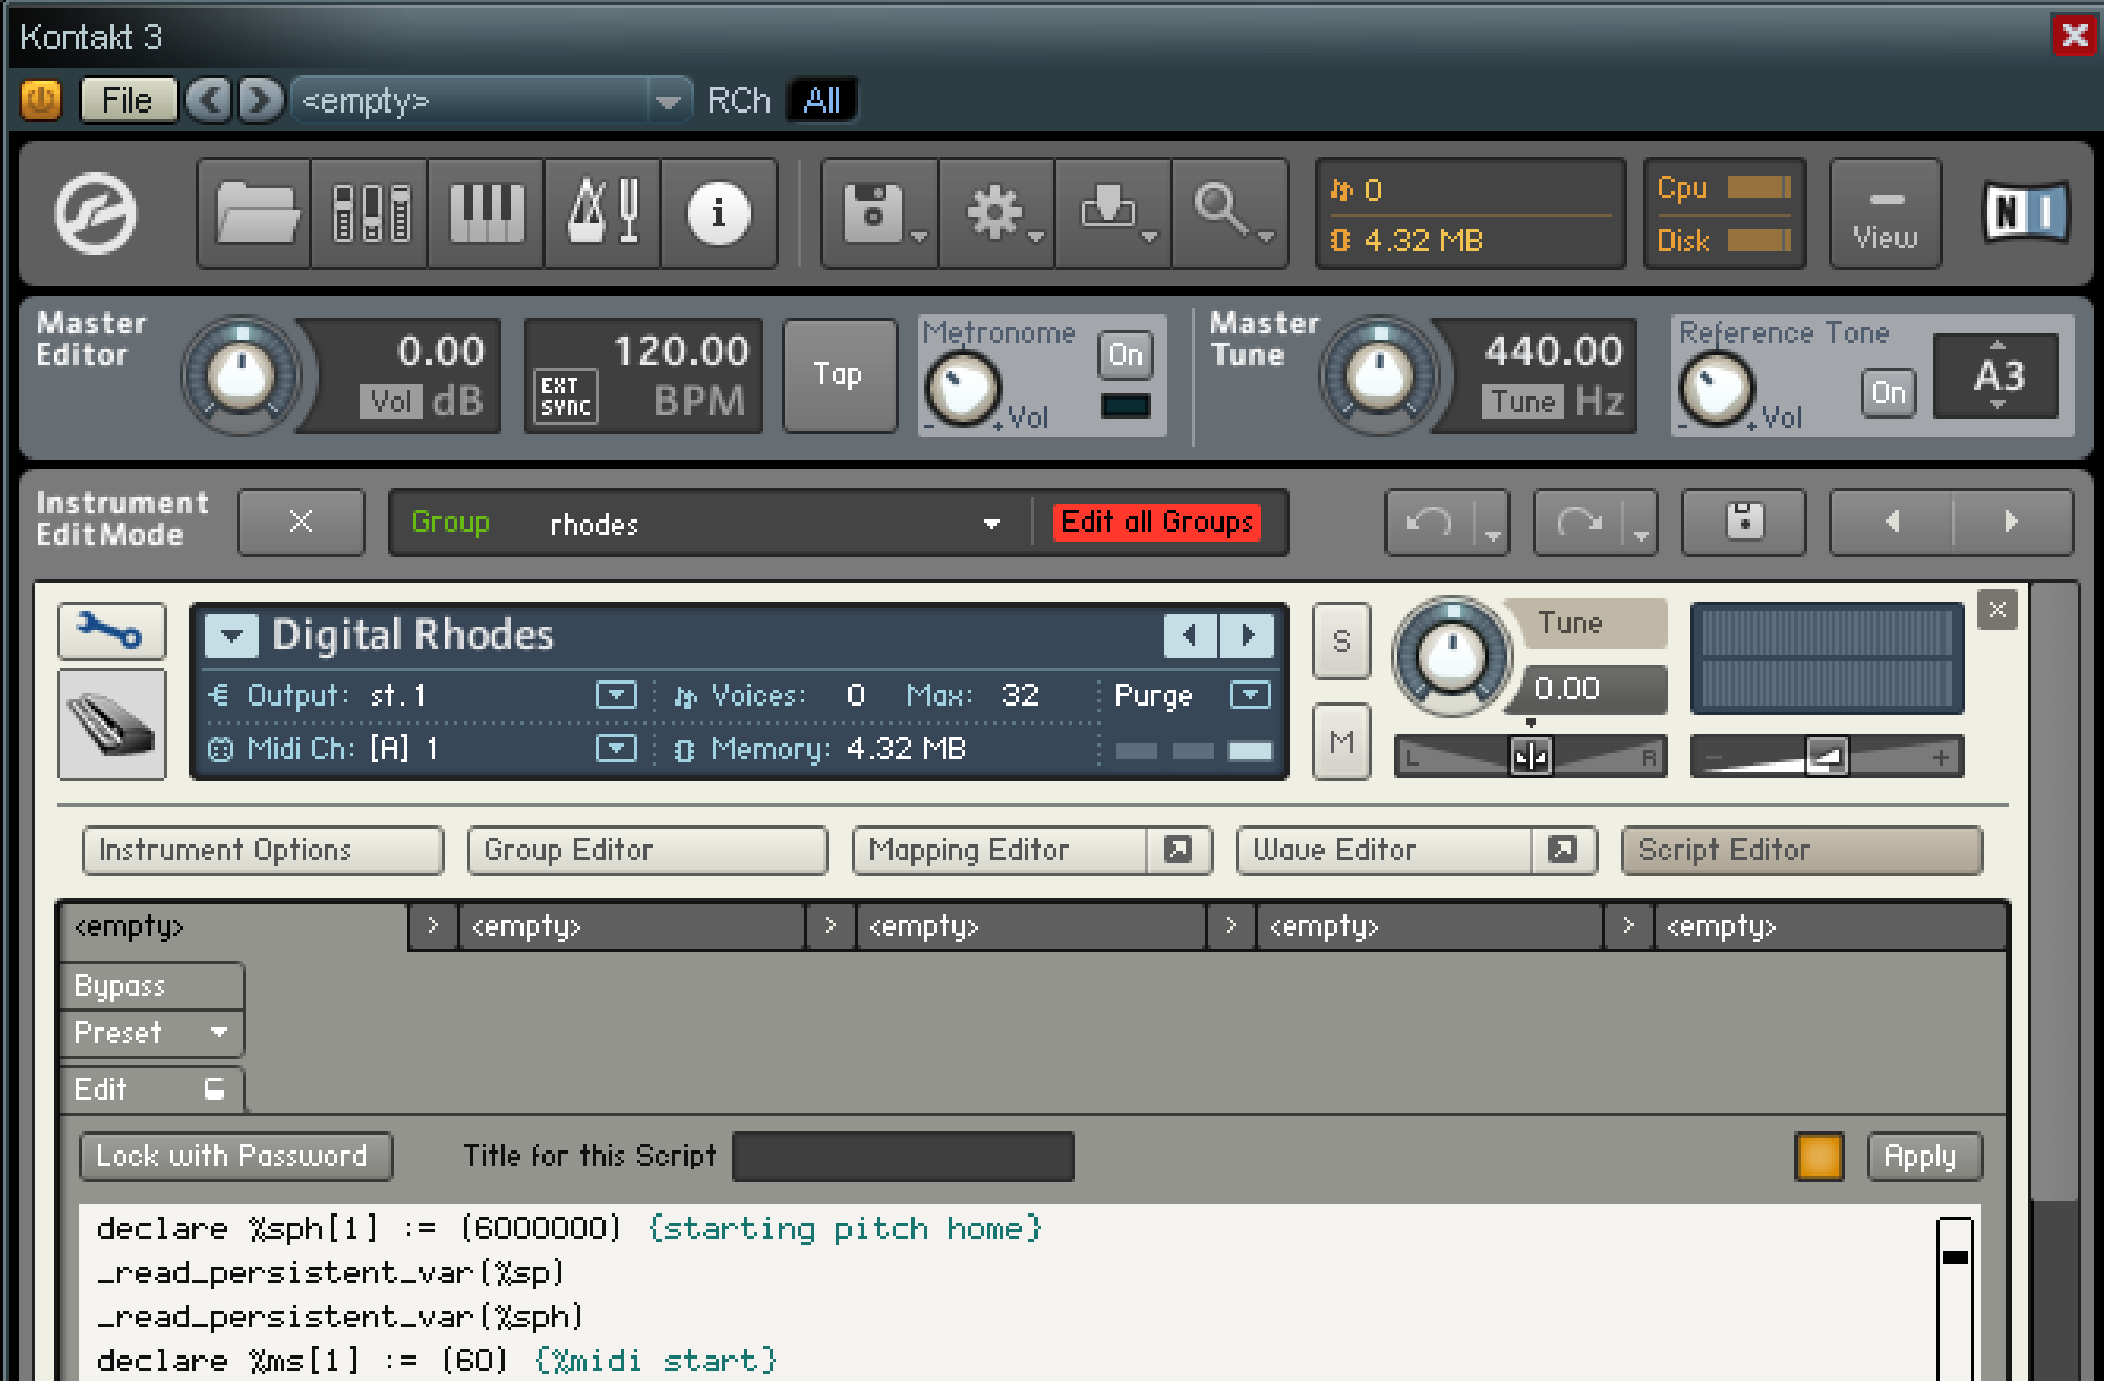 Kontakt 3
File <empty> RCh All
0
4.32 MB
Cpu
Disk
View
NI
Master Editor
0.00
Vol dB
EXT SYNC
120.00
BPM
Tap
Metronome
On
- + Vol
Master Tune
440.00
Tune Hz
Reference Tone
- + Vol
On
A3
Instrument Edit Mode
Group rhodes Edit all Groups
Digital Rhodes
Output: st.1 Voices: 0 Max: 32 Purge
Midi Ch: [A] 1 Memory: 4.32 MB
S
M
Tune
0.00
L R
- +
Instrument Options Group Editor Mapping Editor Wave Editor Script Editor
<empty> > <empty> > <empty> > <empty> > <empty>
Bypass
Preset
Edit
Lock with Password Title for this Script Apply
declare %sph[1] := (6000000) {starting pitch home}
_read_persistent_var(%sp)
_read_persistent_var(%sph)
declare %ms[1] := (60) {%midi start}